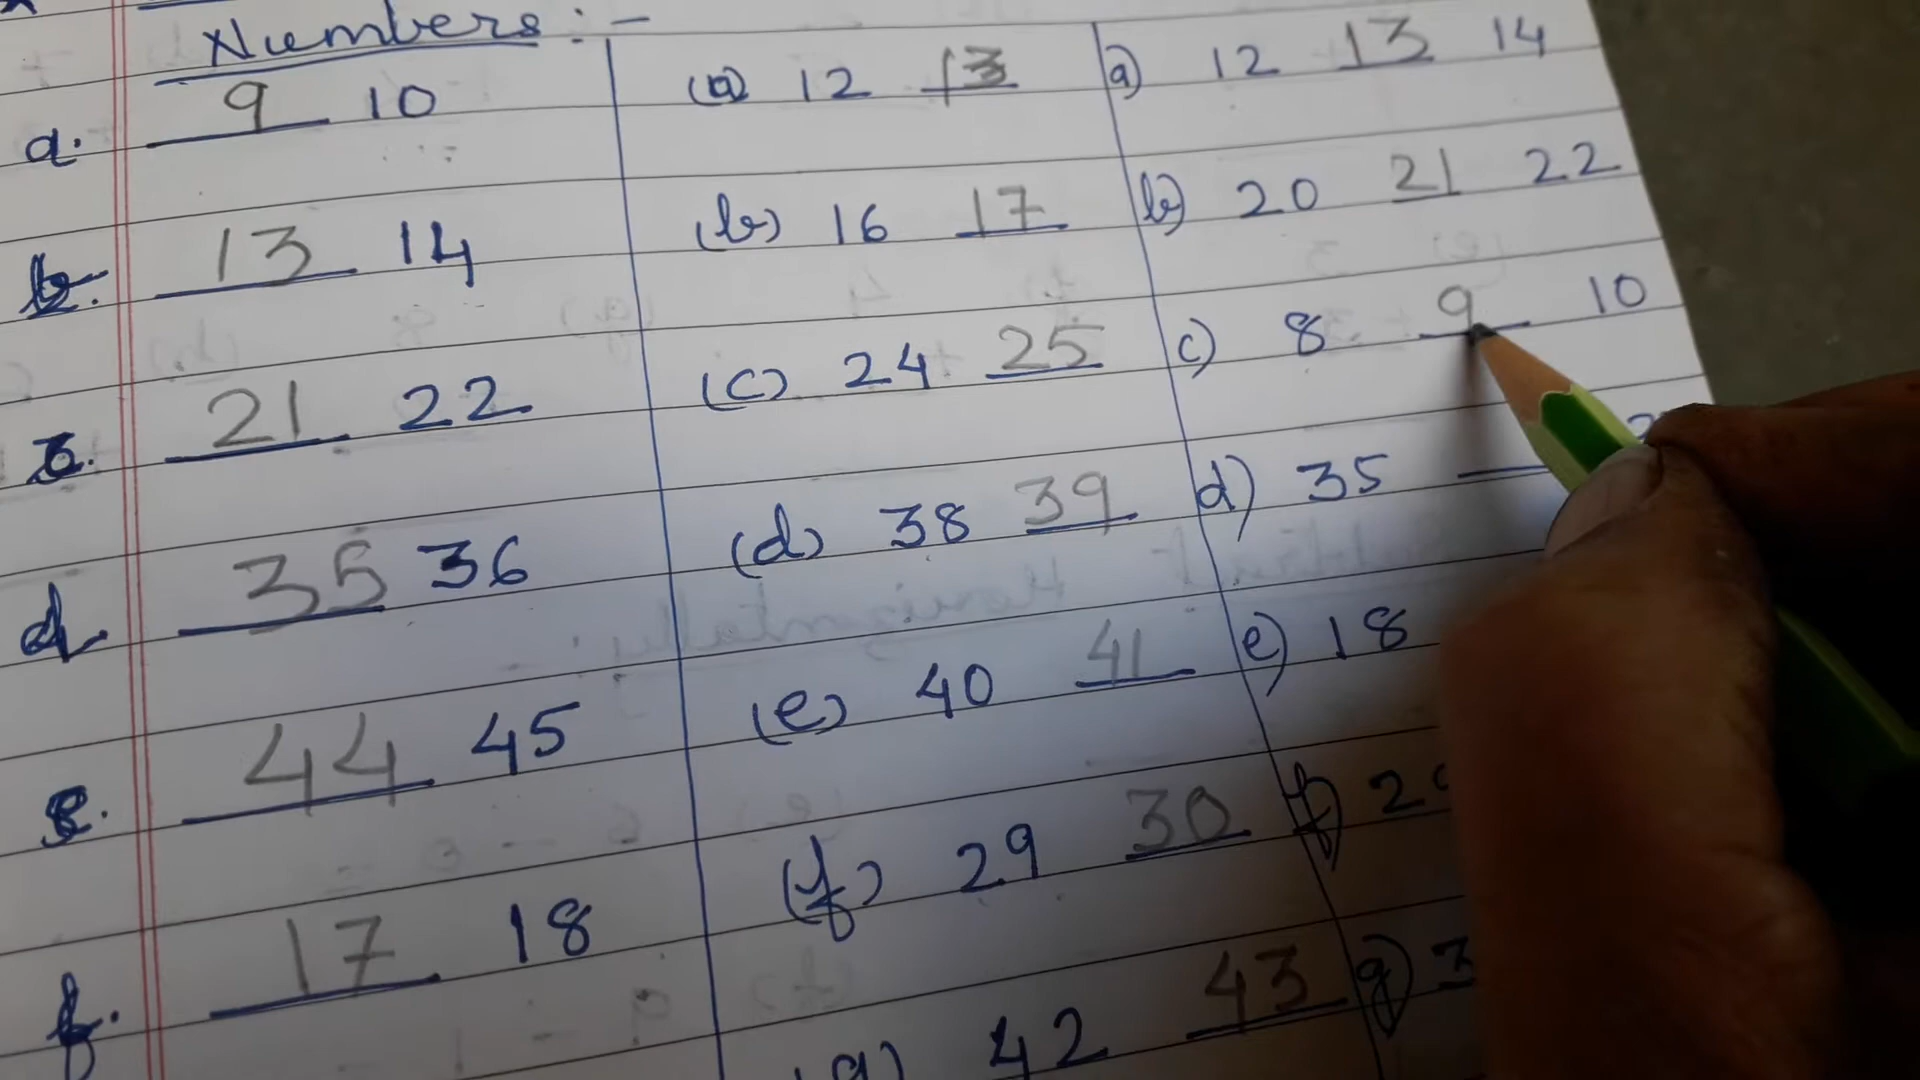 Numbers:-
a. 9 10
b. 13 14
c. 21 22
d. 35 36
e. 44 45
f. 17 18
(a) 12 13
(b) 16 17
(c) 24 25
(d) 38 39
(e) 40 41
(f) 29 30
(g) 42 43
a) 12 13 14
b) 20 21 22
c) 8 9 10
d) 35
e) 18
f) 2
g) 3